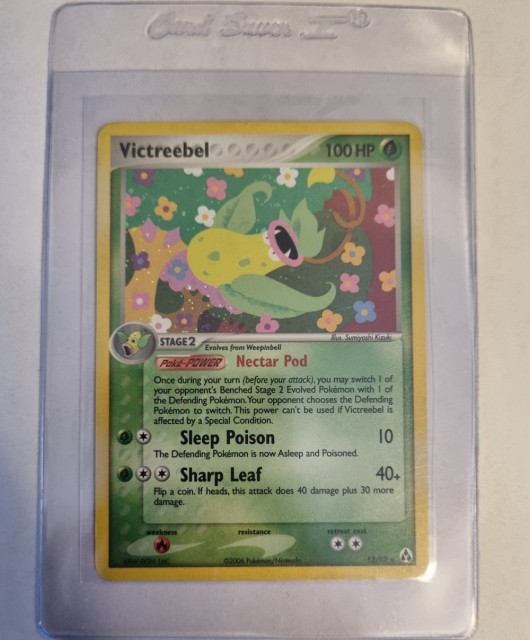 Card Saver I
Victreebel 100 HP
Illus. Sumiyoshi Kizuki
STAGE 2
Evolves from Weepinbell
Poké-POWER Nectar Pod
Once during your turn (before your attack), you may switch 1 of
your opponent's Benched Stage 2 Evolved Pokémon with 1 of
the Defending Pokémon. Your opponent chooses the Defending
Pokémon to switch. This power can't be used if Victreebel is
affected by a Special Condition.
Sleep Poison 10
The Defending Pokémon is now Asleep and Poisoned.
Sharp Leaf 40+
Flip a coin. If heads, this attack does 40 damage plus 30 more
damage.
weakness resistance retreat cost
©2006 Pokémon/Nintendo